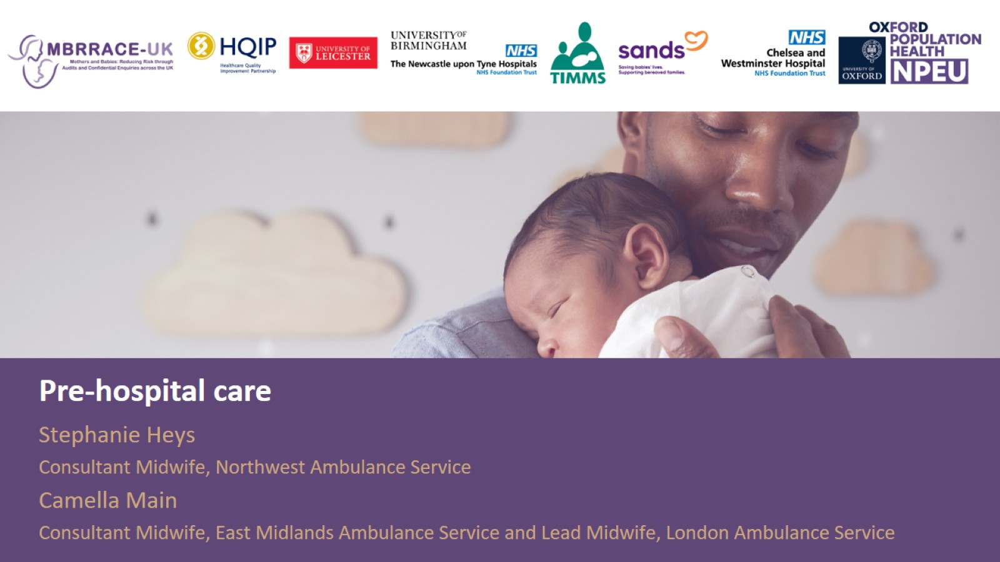 MBRRACE-UK
Mothers and Babies: Reducing Risk through
Audits and Confidential Enquiries across the UK
HQIP
Healthcare Quality
Improvement Partnership
UNIVERSITY OF
LEICESTER
UNIVERSITY OF
BIRMINGHAM
NHS
The Newcastle upon Tyne Hospitals
NHS Foundation Trust
TIMMS
sands
Saving babies' lives.
Supporting bereaved families.
NHS
Chelsea and
Westminster Hospital
NHS Foundation Trust
UNIVERSITY OF
OXFORD
OXFORD
POPULATION
HEALTH
NPEU
Pre-hospital care
Stephanie Heys
Consultant Midwife, Northwest Ambulance Service
Camella Main
Consultant Midwife, East Midlands Ambulance Service and Lead Midwife, London Ambulance Service